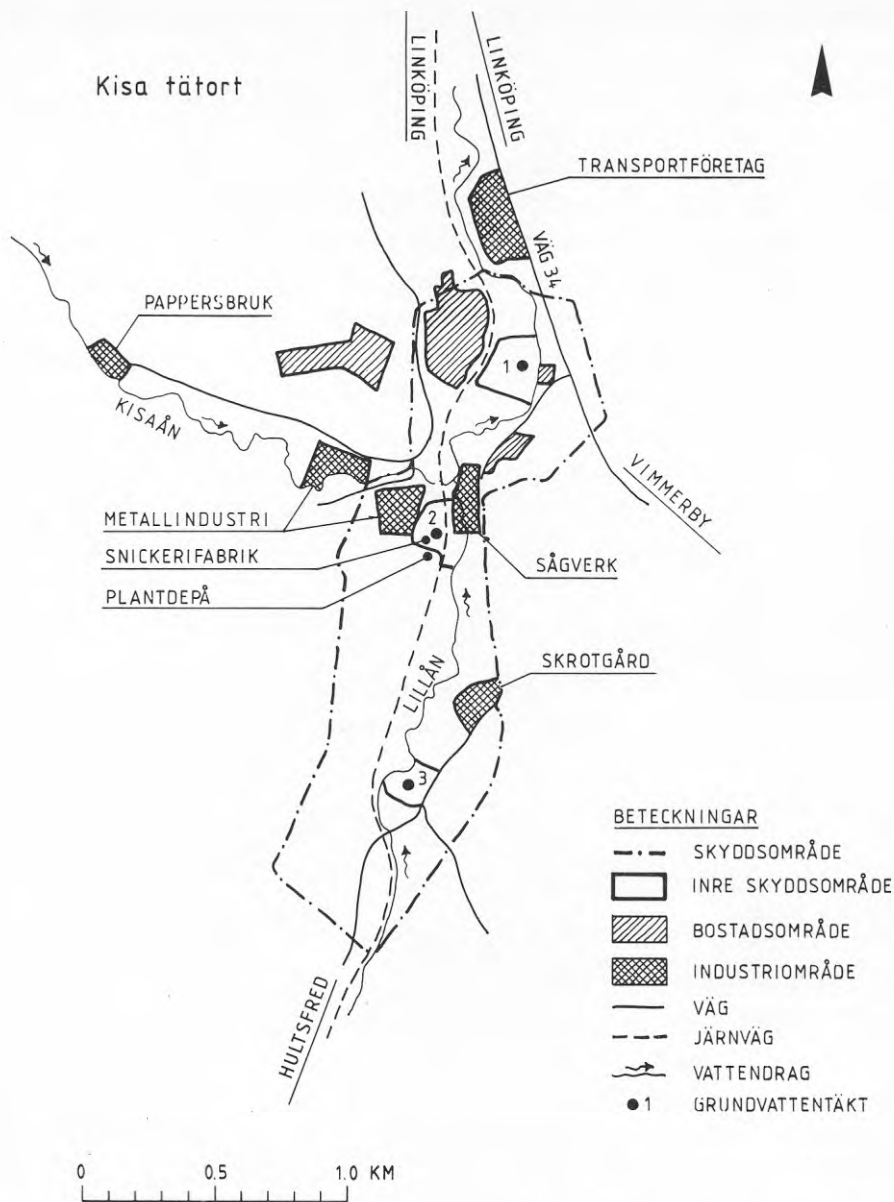 Kisa tätort
LINKÖPING
LINKÖPING
TRANSPORTFÖRETAG
VÄG 34
PAPPERSBRUK
KISAÅN
1
VIMMERBY
METALLINDUSTRI
2
SNICKERIFABRIK
SÅGVERK
PLANTDEPÅ
SKROTGÅRD
LILLÅN
3
HULTSFRED
BETECKNINGAR
SKYDDSOMRÅDE
INRE SKYDDSOMRÅDE
BOSTADSOMRÅDE
INDUSTRIOMRÅDE
VÄG
JÄRNVÄG
VATTENDRAG
1 GRUNDVATTENTÄKT
0 0.5 1.0 KM